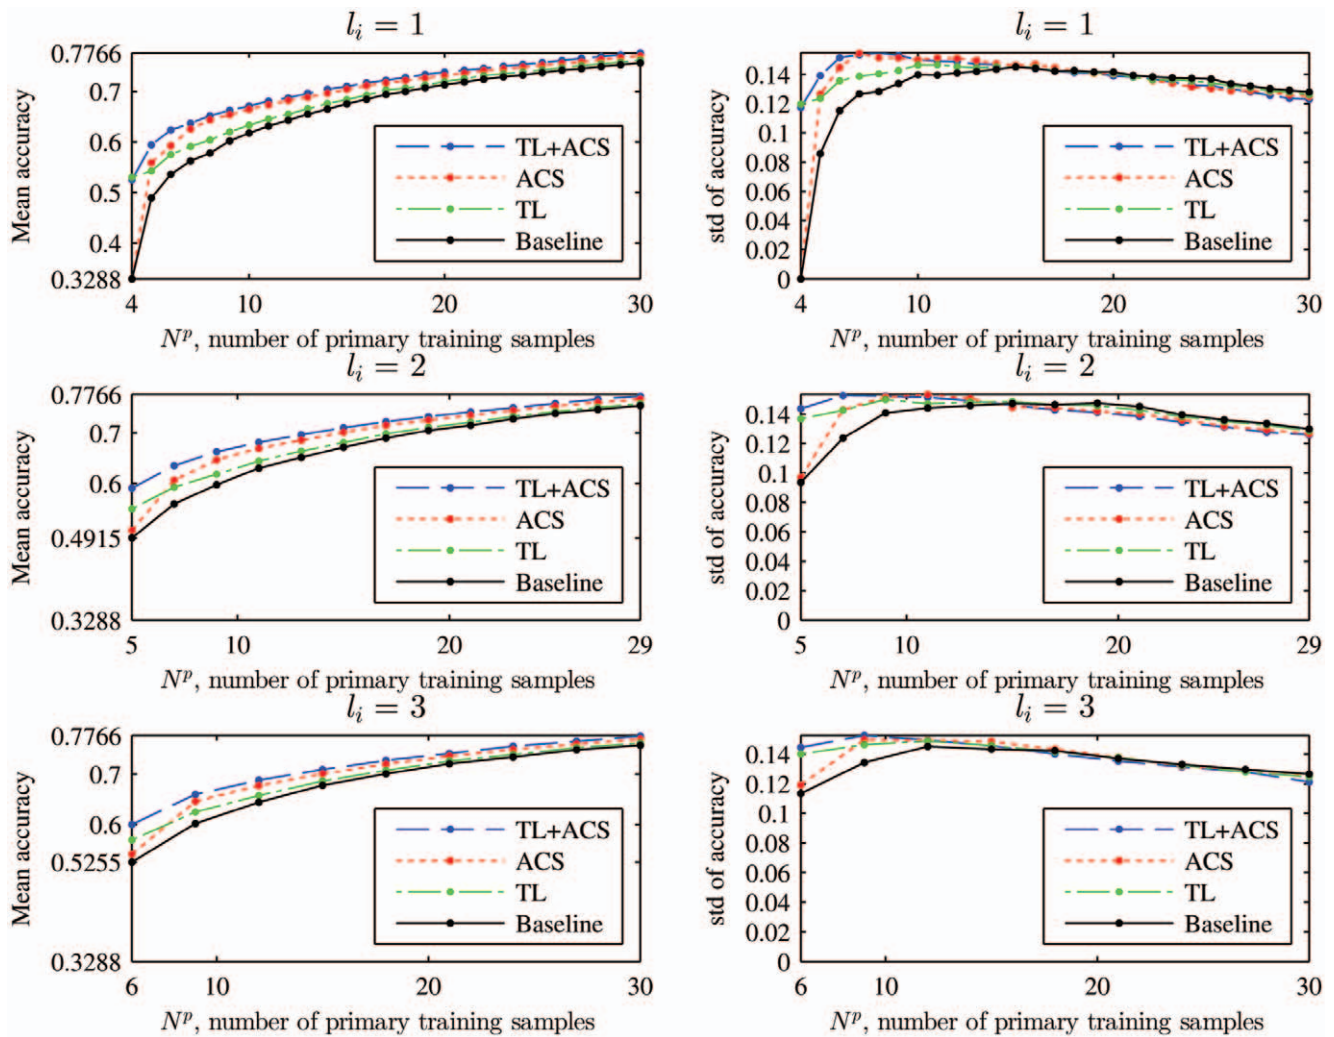 l_i = 1
0.7766
0.7
0.6
0.5
0.4
0.3288
Mean accuracy
TL+ACS
ACS
TL
Baseline
4 10 20 30
N^p, number of primary training samples
l_i = 1
0.14
0.12
0.1
0.08
0.06
0.04
0.02
0
std of accuracy
TL+ACS
ACS
TL
Baseline
4 10 20 30
N^p, number of primary training samples
l_i = 2
0.7766
0.7
0.6
0.4915
0.3288
Mean accuracy
TL+ACS
ACS
TL
Baseline
5 10 20 29
N^p, number of primary training samples
l_i = 2
0.14
0.12
0.1
0.08
0.06
0.04
0.02
0
std of accuracy
TL+ACS
ACS
TL
Baseline
5 10 20 29
N^p, number of primary training samples
l_i = 3
0.7766
0.7
0.6
0.5255
0.3288
Mean accuracy
TL+ACS
ACS
TL
Baseline
6 10 20 30
N^p, number of primary training samples
l_i = 3
0.14
0.12
0.1
0.08
0.06
0.04
0.02
0
std of accuracy
TL+ACS
ACS
TL
Baseline
6 10 20 30
N^p, number of primary training samples